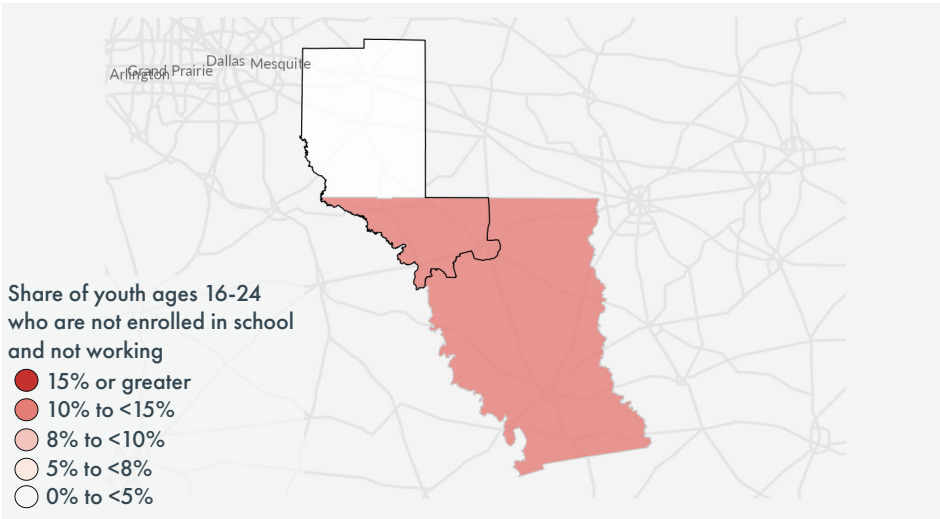 Dallas Mesquite
Grand Prairie
Arlington
Share of youth ages 16-24
who are not enrolled in school
and not working
15% or greater
10% to <15%
8% to <10%
5% to <8%
0% to <5%